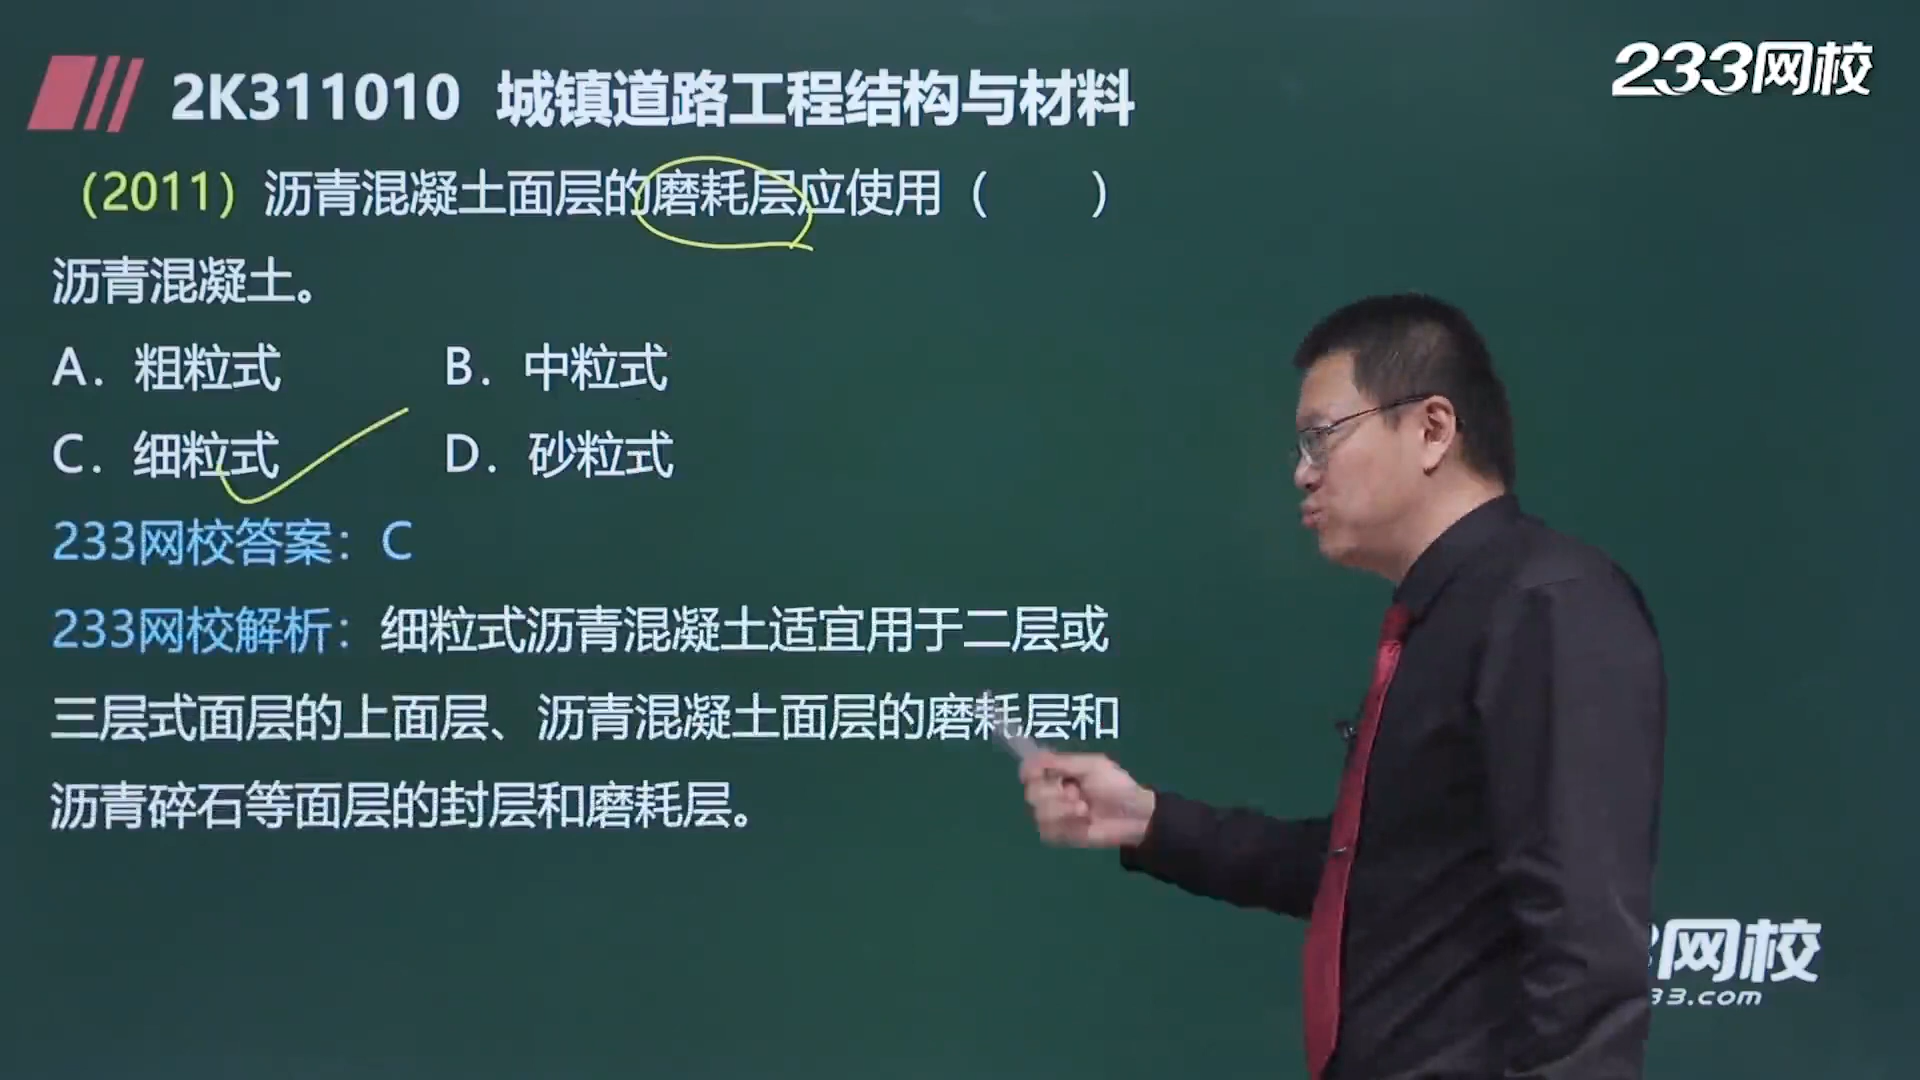 2K311010 城镇道路工程结构与材料
233网校
（2011）沥青混凝土面层的磨耗层应使用（ ）
沥青混凝土。
A．粗粒式 B．中粒式
C．细粒式 D．砂粒式
233网校答案：C
233网校解析：细粒式沥青混凝土适宜用于二层或
三层式面层的上面层、沥青混凝土面层的磨耗层和
沥青碎石等面层的封层和磨耗层。
网校
33.com